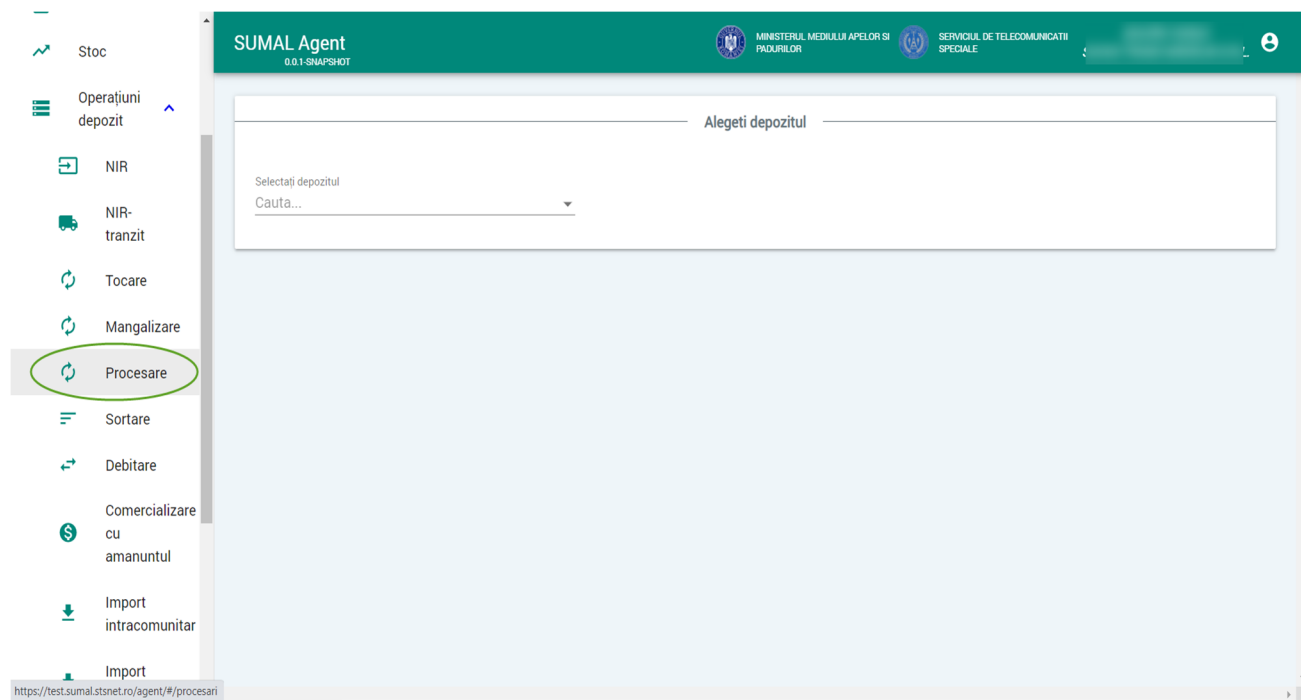 Stoc
Operațiuni
depozit
NIR
NIR-
tranzit
Tocare
Mangalizare
Procesare
Sortare
Debitare
Comercializare
cu
amanuntul
Import
intracomunitar
Import
https://test.sumal.stsnet.ro/agent/#/procesari
SUMAL Agent
0.0.1-SNAPSHOT
MINISTERUL MEDIULUI APELOR SI
PADURILOR
SERVICIUL DE TELECOMUNICATII
SPECIALE
Alegeti depozitul
Selectați depozitul
Cauta...